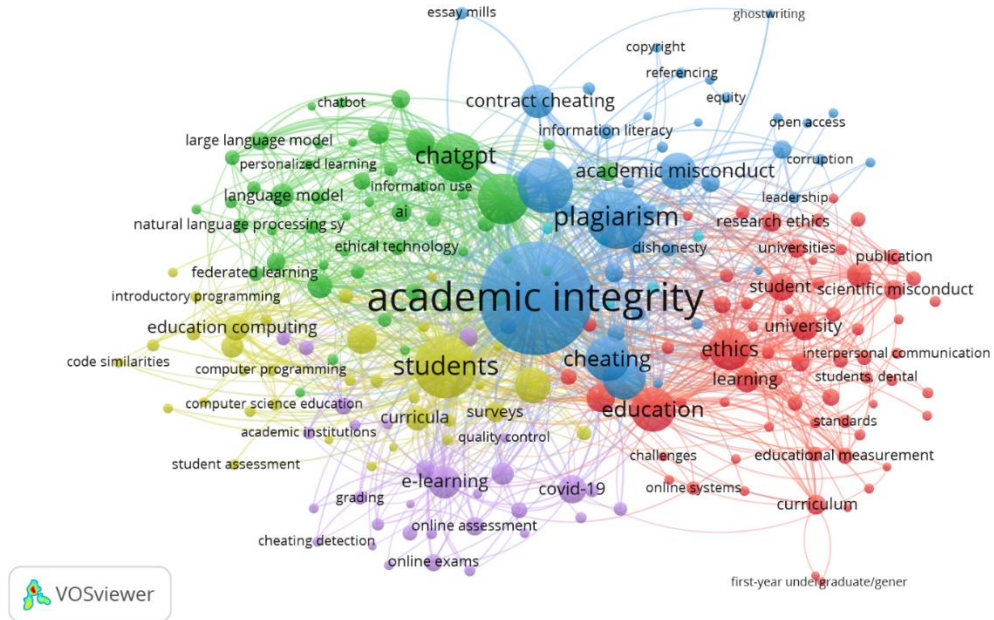 essay mills
ghostwriting
copyright
referencing
equity
contract cheating
chatbot
open access
information literacy
large language model
chatgpt
academic misconduct
corruption
personalized learning
information use
language model
leadership
ai
plagiarism
research ethics
natural language processing sy
ethical technology
dishonesty
universities
publication
federated learning
student
scientific misconduct
introductory programming
academic integrity
education computing
university
code similarities
computer programming
students
cheating
ethics
interpersonal communication
learning
students, dental
computer science education
curricula
surveys
education
academic institutions
quality control
standards
student assessment
challenges
educational measurement
e-learning
covid-19
online systems
grading
curriculum
online assessment
cheating detection
online exams
first-year undergraduate/gener
VOSviewer